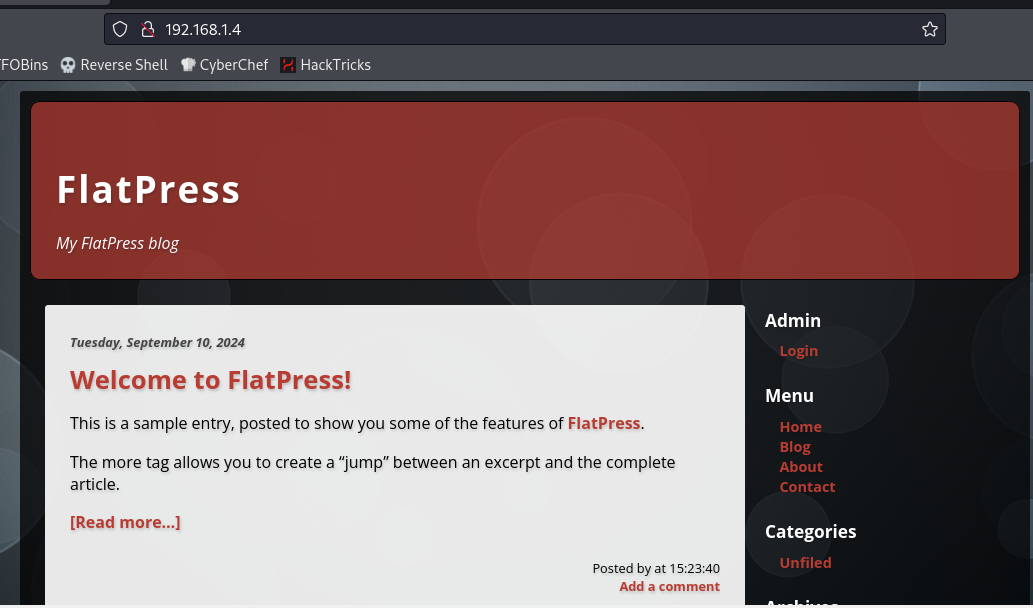 192.168.1.4
FOBins Reverse Shell CyberChef HackTricks
FlatPress
My FlatPress blog
Tuesday, September 10, 2024
Welcome to FlatPress!
This is a sample entry, posted to show you some of the features of FlatPress.
The more tag allows you to create a “jump” between an excerpt and the complete
article.
[Read more...]
Posted by at 15:23:40
Add a comment
Admin
Login
Menu
Home
Blog
About
Contact
Categories
Unfiled
Archives